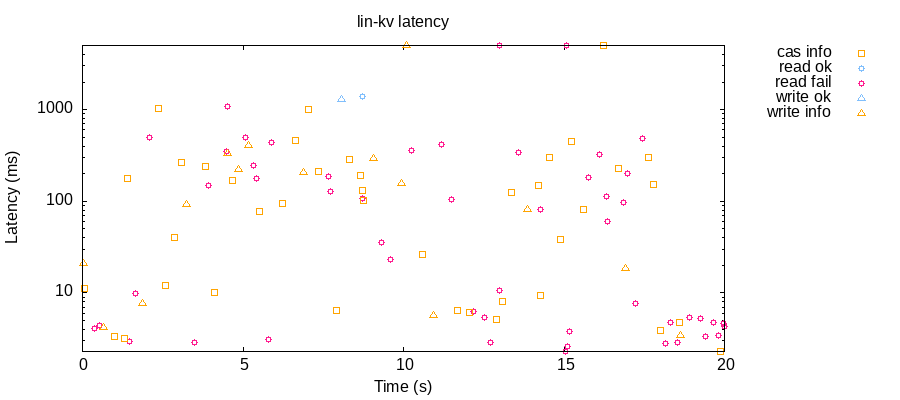 lin-kv latency
cas info
read ok
read fail
write ok
write info
1000
100
10
Latency (ms)
0 5 10 15 20
Time (s)